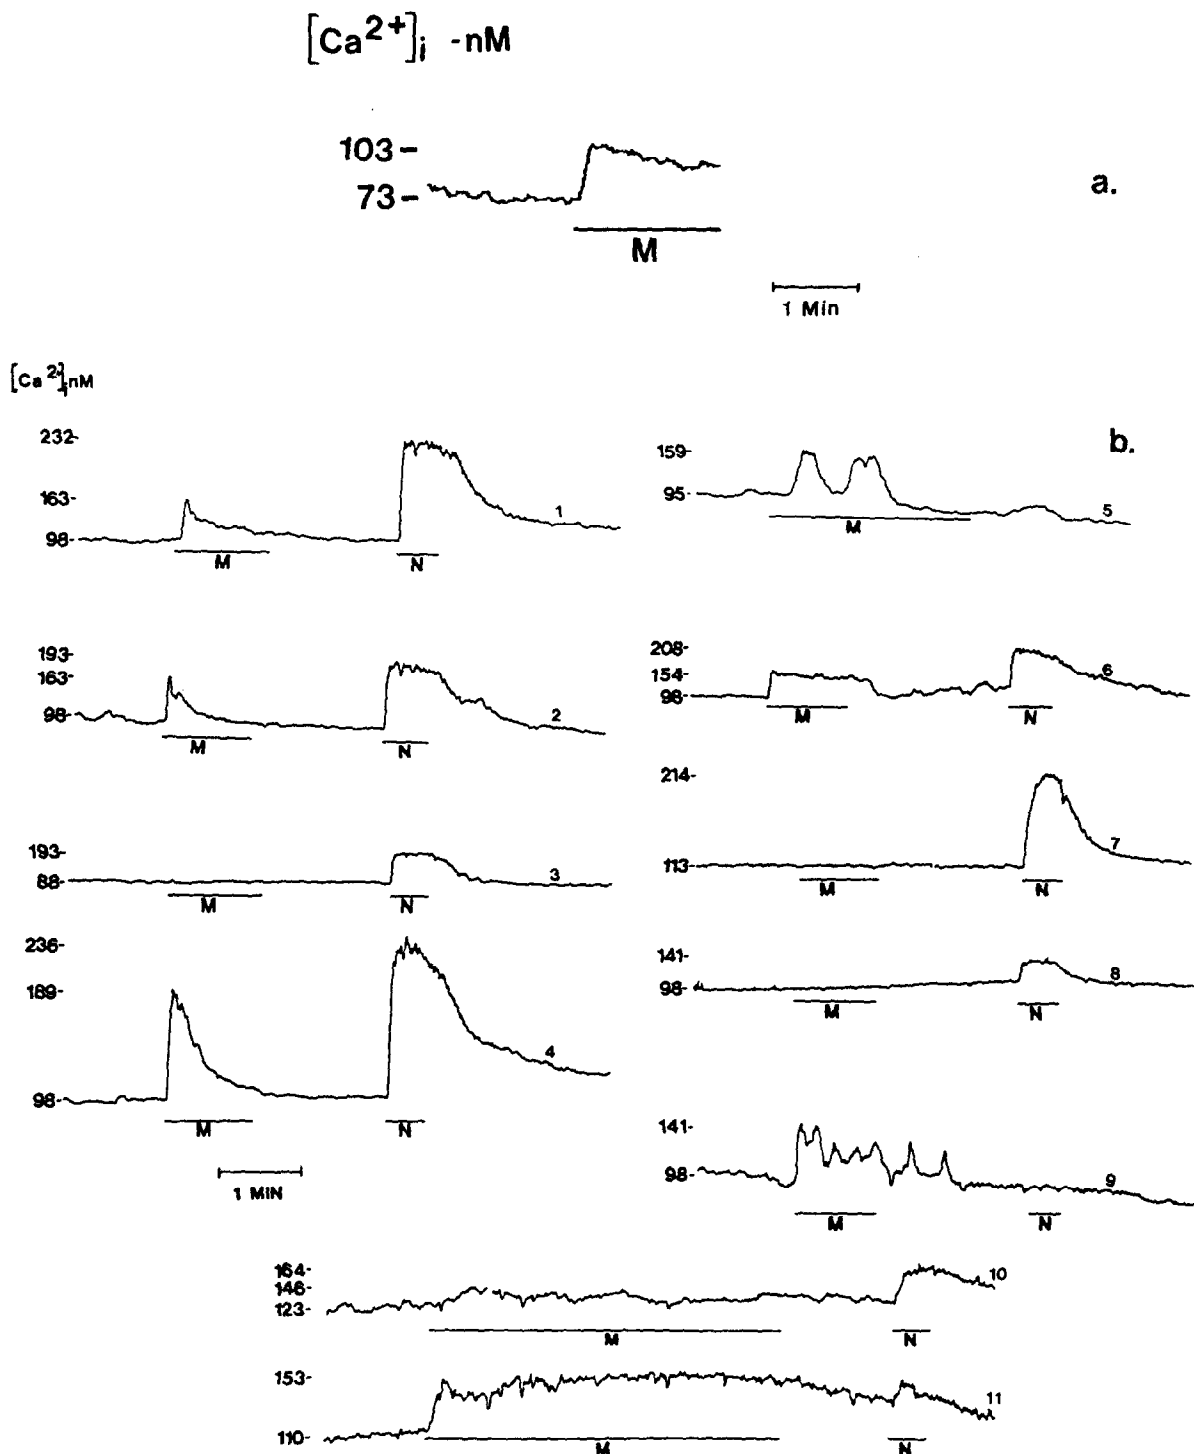 [Ca2+]i -nM
103-
73-
a.
M
1 Min
[Ca2+]inM
232-
163-
98-
M
N
1
b.
159-
95-
M
5
193-
163-
98-
M
N
2
208-
154-
98-
M
N
6
193-
88-
M
N
3
214-
113-
M
N
7
236-
189-
98-
M
N
4
1 MIN
141-
98-
M
N
8
141-
98-
M
N
9
164-
146-
123-
M
N
10
153-
110-
M
N
11